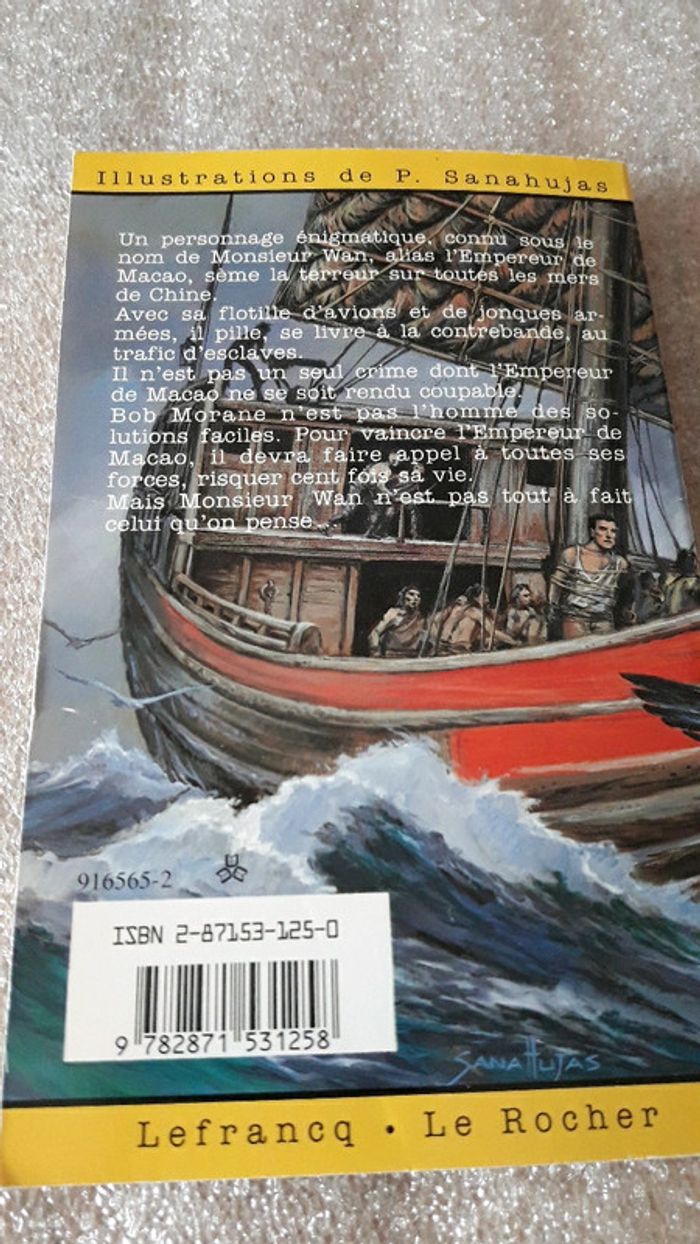 Illustrations de P. Sanahujas
Un personnage énigmatique, connu sous le
nom de Monsieur Wan, alias l'Empereur de
Macao, sème la terreur sur toutes les mers
de Chine.
Avec sa flotille d'avions et de jonques ar-
mées, il pille, se livre à la contrebande, au
trafic d'esclaves.
Il n'est pas un seul crime dont l'Empereur
de Macao ne se soit rendu coupable.
Bob Morane n'est pas l'homme des so-
lutions faciles. Pour vaincre l'Empereur de
Macao, il devra faire appel à toutes ses
forces, risquer cent fois sa vie.
Mais Monsieur Wan n'est pas tout à fait
celui qu'on pense...
916565-2
ISBN 2-87153-125-0
9 782871 531258
SANAHUJAS
Lefrancq • Le Rocher